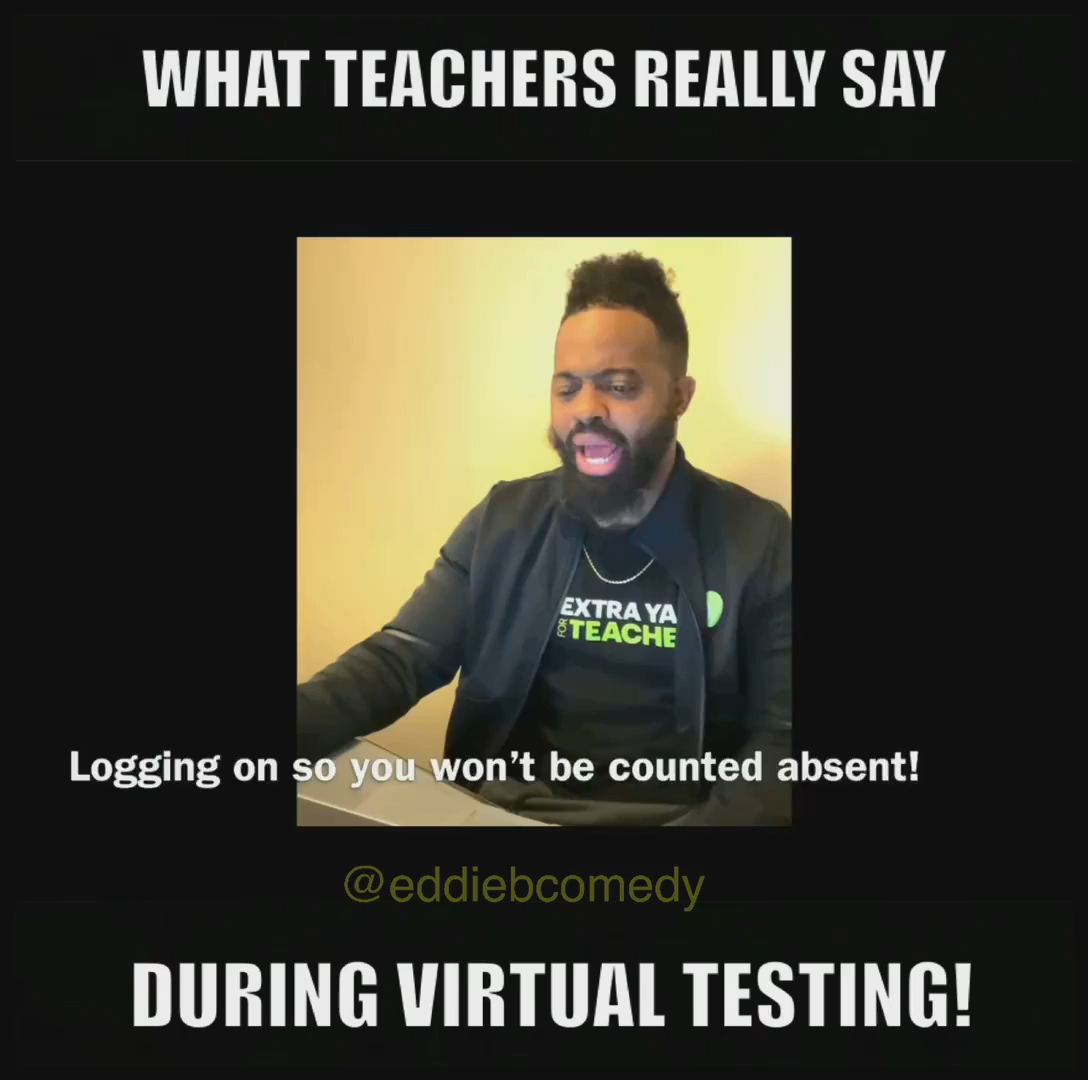 WHAT TEACHERS REALLY SAY
EXTRA YA
FOR TEACHE
Logging on so you won't be counted absent!
@eddiebcomedy
DURING VIRTUAL TESTING!